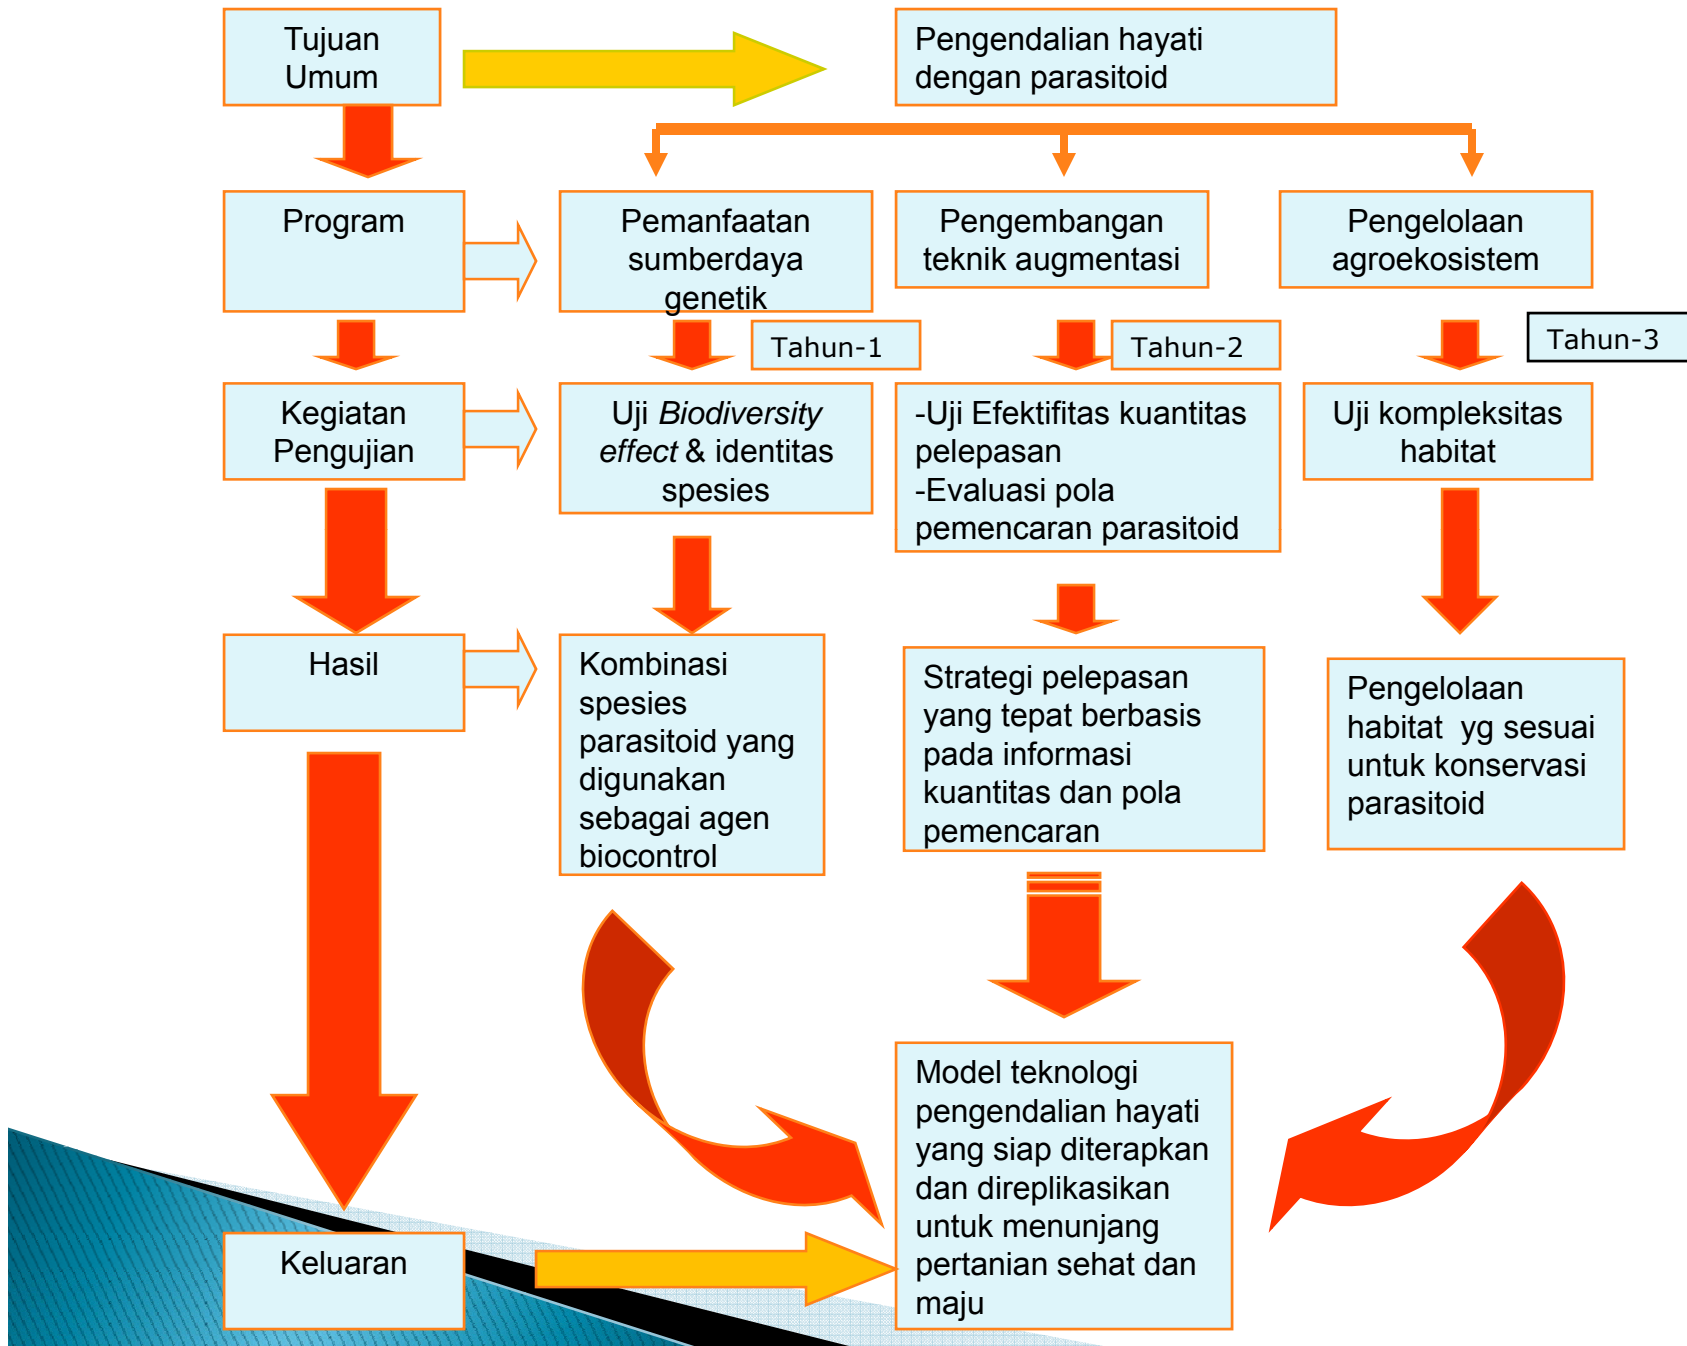 Tujuan
Umum
Pengendalian hayati
dengan parasitoid
Program
Pemanfaatan
sumberdaya
genetik
Pengembangan
teknik augmentasi
Pengelolaan
agroekosistem
Tahun-1
Tahun-2
Tahun-3
Kegiatan
Pengujian
Uji Biodiversity
effect & identitas
spesies
-Uji Efektifitas kuantitas
pelepasan
-Evaluasi pola
pemencaran parasitoid
Uji kompleksitas
habitat
Hasil
Kombinasi
spesies
parasitoid yang
digunakan
sebagai agen
biocontrol
Strategi pelepasan
yang tepat berbasis
pada informasi
kuantitas dan pola
pemencaran
Pengelolaan
habitat yg sesuai
untuk konservasi
parasitoid
Keluaran
Model teknologi
pengendalian hayati
yang siap diterapkan
dan direplikasikan
untuk menunjang
pertanian sehat dan
maju